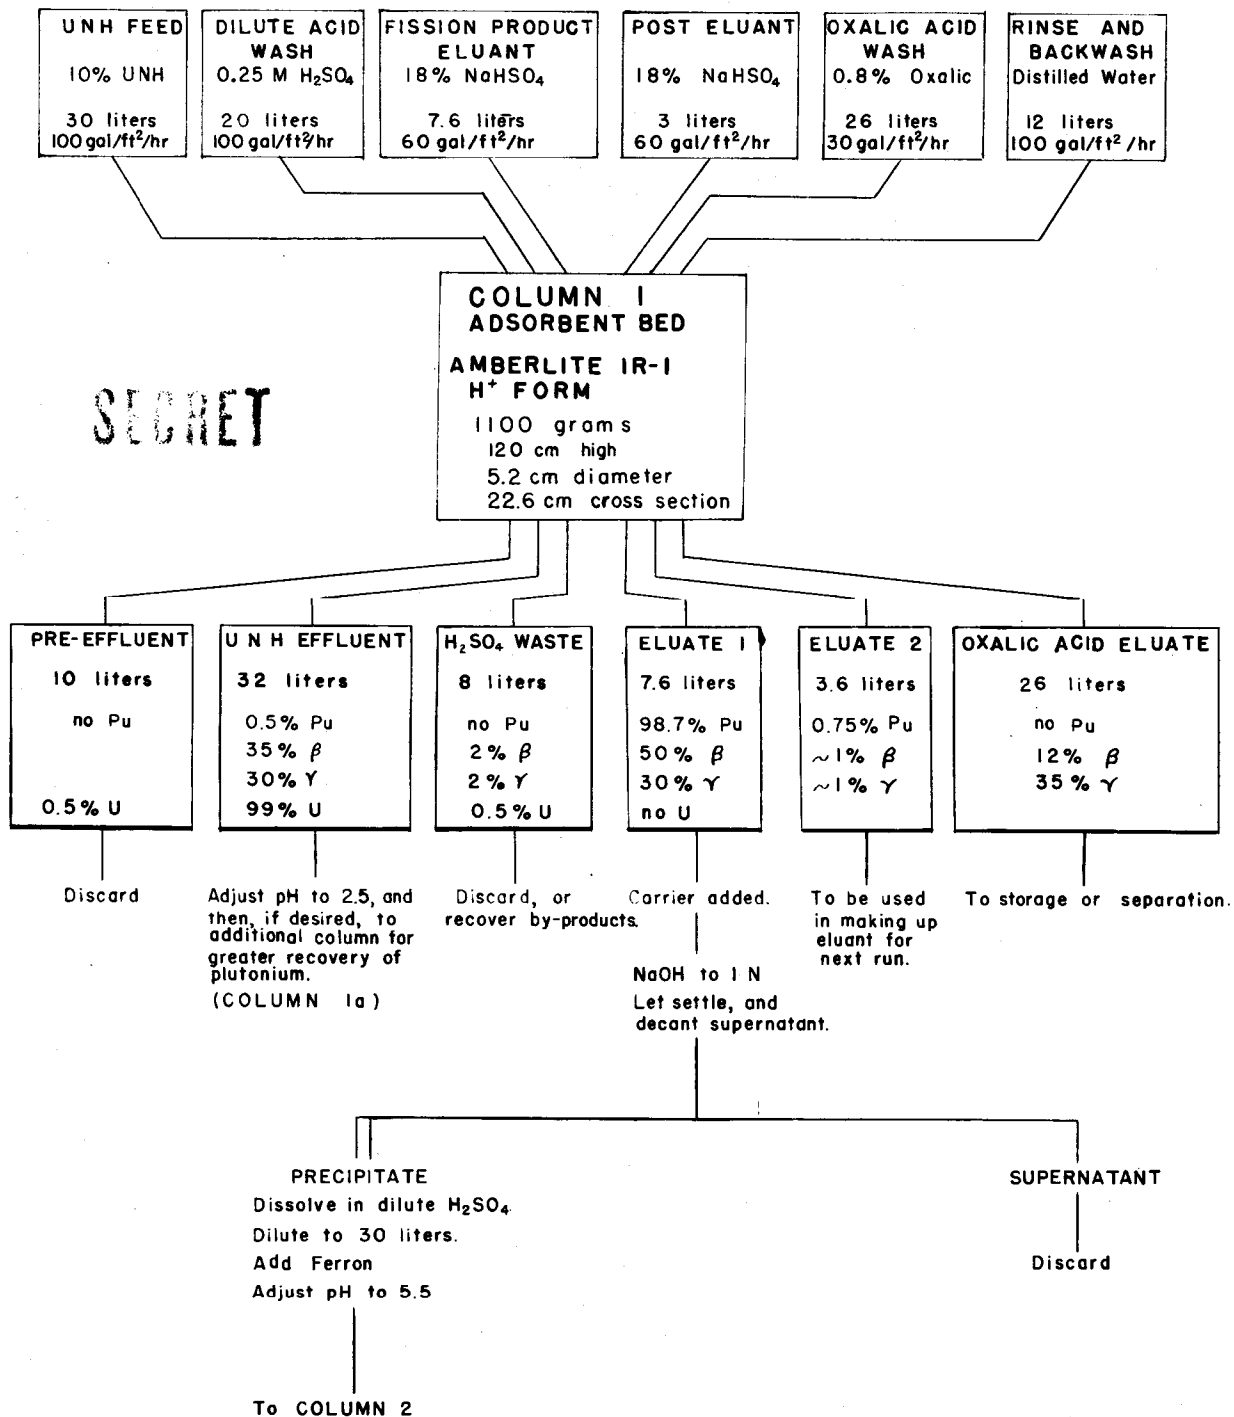 UNH FEED
10% UNH
30 liters
100 gal/ft²/hr
DILUTE ACID
WASH
0.25 M H₂SO₄
20 liters
100 gal/ft²/hr
FISSION PRODUCT
ELUANT
18% NaHSO₄
7.6 liters
60 gal/ft²/hr
POST ELUANT
18% NaHSO₄
3 liters
60 gal/ft²/hr
OXALIC ACID
WASH
0.8% Oxalic
26 liters
30 gal/ft²/hr
RINSE AND
BACKWASH
Distilled Water
12 liters
100 gal/ft²/hr
COLUMN 1
ADSORBENT BED
AMBERLITE IR-1
H⁺ FORM
1100 grams
120 cm high
5.2 cm diameter
22.6 cm cross section
SECRET
PRE-EFFLUENT
10 liters
no Pu
0.5% U
Discard
UNH EFFLUENT
32 liters
0.5% Pu
35% β
30% γ
99% U
Adjust pH to 2.5, and
then, if desired, to
additional column for
greater recovery of
plutonium.
(COLUMN 1a)
H₂SO₄ WASTE
8 liters
no Pu
2% β
2% γ
0.5% U
Discard, or
recover by-products.
ELUATE 1
7.6 liters
98.7% Pu
50% β
30% γ
no U
Carrier added.
NaOH to 1 N
Let settle, and
decant supernatant.
ELUATE 2
3.6 liters
0.75% Pu
~1% β
~1% γ
To be used
in making up
eluant for
next run.
OXALIC ACID ELUATE
26 liters
no Pu
12% β
35% γ
To storage or separation.
PRECIPITATE
Dissolve in dilute H₂SO₄.
Dilute to 30 liters.
Add Ferron
Adjust pH to 5.5
To COLUMN 2
SUPERNATANT
Discard